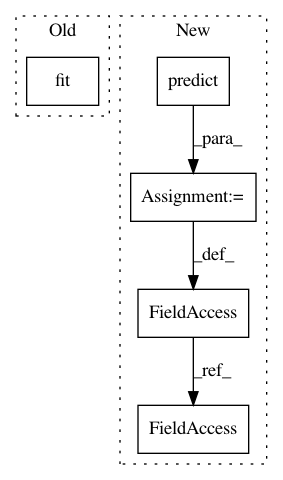 Old
New
fit
predict
_para_
Assignment:=
_def_
FieldAccess
_ref_
FieldAccess